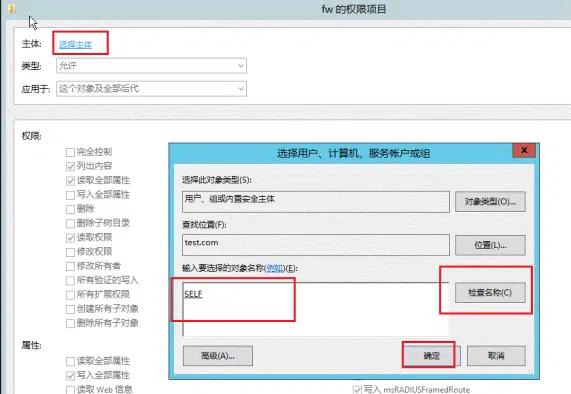 fw 的权限项目
主体:
选择主体
类型:
允许
应用于:
这个对象及全部后代
权限:
完全控制
列出内容
读取全部属性
写入全部属性
删除
删除子树目录
读取权限
修改权限
修改所有者
所有验证的写入
所有扩展权限
创建所有子对象
删除所有子对象
属性:
读取全部属性
写入全部属性
读取 Web 信息
写入 msRADIUSFramedRoute
选择用户、计算机、服务帐户或组
x
选择此对象类型(S):
用户、组或内置安全主体
对象类型(O)...
查找位置(F):
test.com
位置(L)...
输入要选择的对象名称(例如)(E):
SELF
检查名称(C)
高级(A)...
确定
取消